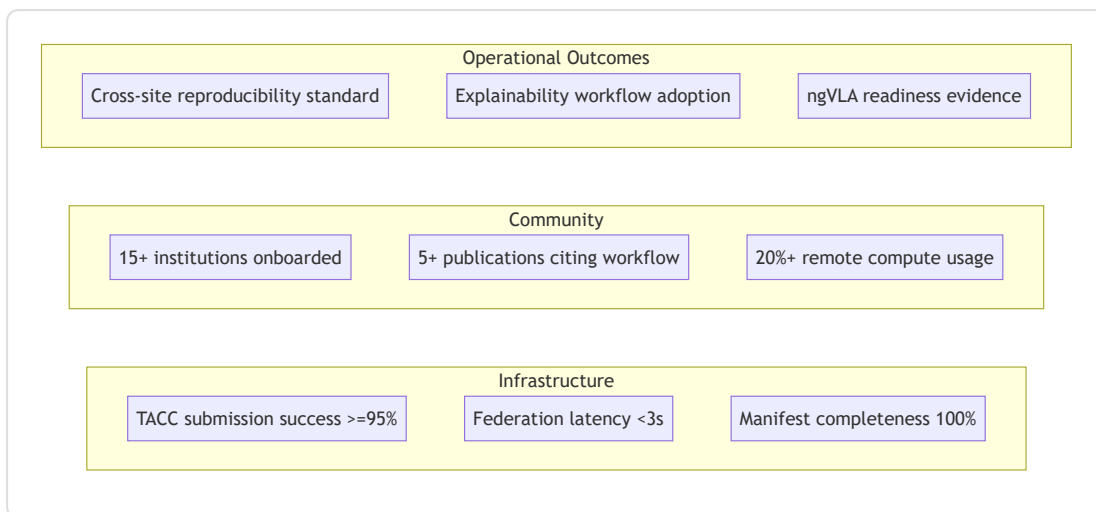 Operational Outcomes
Cross-site reproducibility standard
Explainability workflow adoption
ngVLA readiness evidence
Community
15+ institutions onboarded
5+ publications citing workflow
20%+ remote compute usage
Infrastructure
TACC submission success >=95%
Federation latency <3s
Manifest completeness 100%